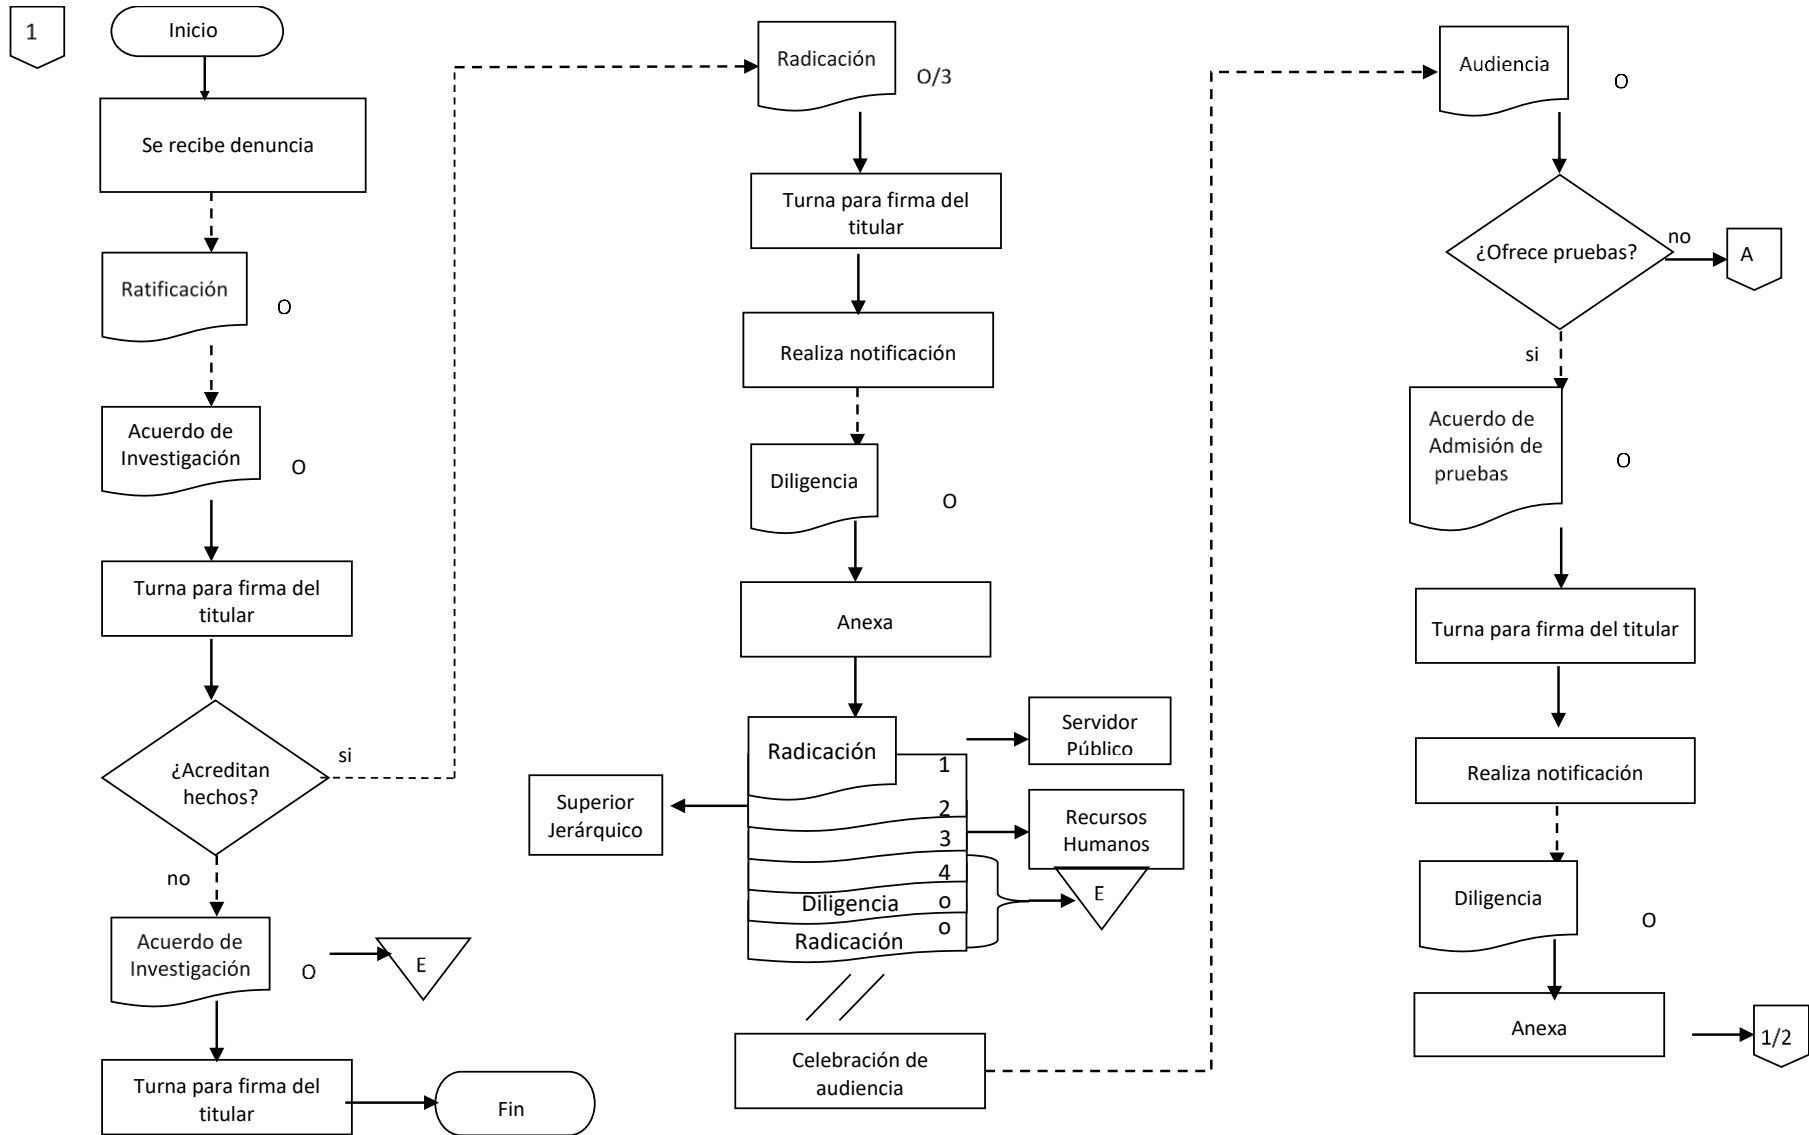 1
Inicio
Se recibe denuncia
Ratificación
O
Acuerdo de
Investigación
O
Turna para firma del
titular
¿Acreditan
hechos?
si
no
Acuerdo de
Investigación
O
E
Turna para firma del
titular
Fin
Radicación
O/3
Turna para firma del
titular
Realiza notificación
Diligencia
O
Anexa
Radicación
1
2
3
4
Diligencia
o
Radicación
o
Servidor
Público
Superior
Jerárquico
Recursos
Humanos
E
Celebración de
audiencia
Audiencia
O
¿Ofrece pruebas?
no
A
si
Acuerdo de
Admisión de
pruebas
O
Turna para firma del titular
Realiza notificación
Diligencia
O
Anexa
1/2